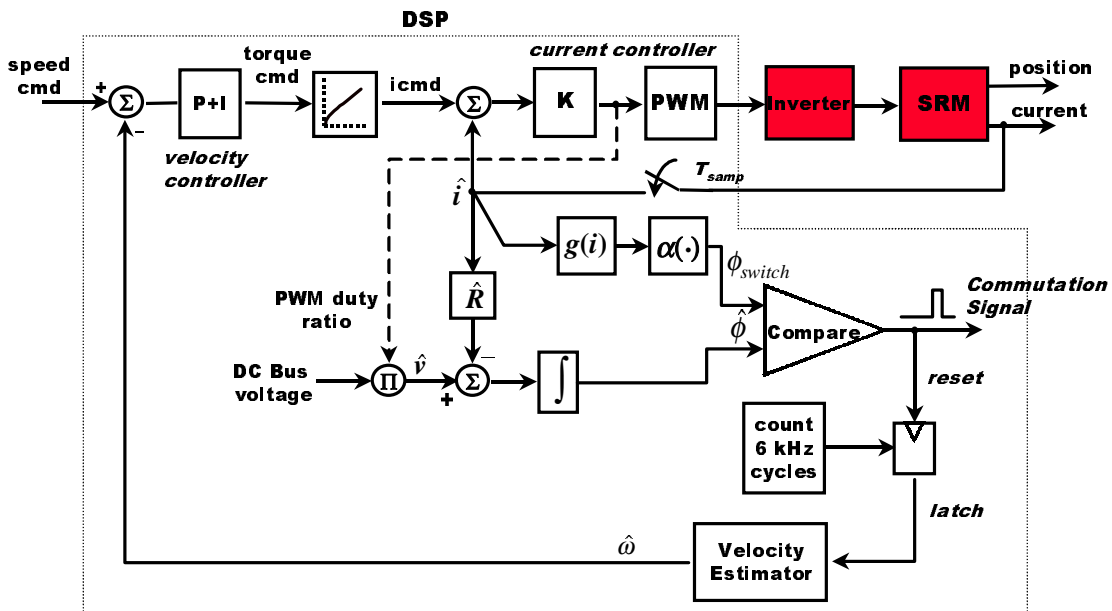 DSP
speed
cmd
+
Σ
−
P+I
velocity
controller
torque
cmd
icmd
Σ
current controller
K
PWM
Inverter
SRM
position
current
T_samp
î
g(i)
α(·)
ϕ_switch
R̂
PWM duty
ratio
ϕ̂
Compare
Commutation
Signal
DC Bus
voltage
Π
v̂
+
−
Σ
∫
reset
count
6 kHz
cycles
latch
ω̂
Velocity
Estimator